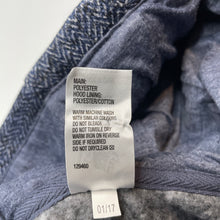 MAIN:
POLYESTER
HOOD LINING:
POLYESTER/COTTON
WARM MACHINE WASH
WITH SIMILAR COLOURS
DO NOT BLEACH
DO NOT TUMBLE DRY
WARM IRON ON REVERSE
SIDE IF REQUIRED
DO NOT DRYCLEAN
129460
01/17